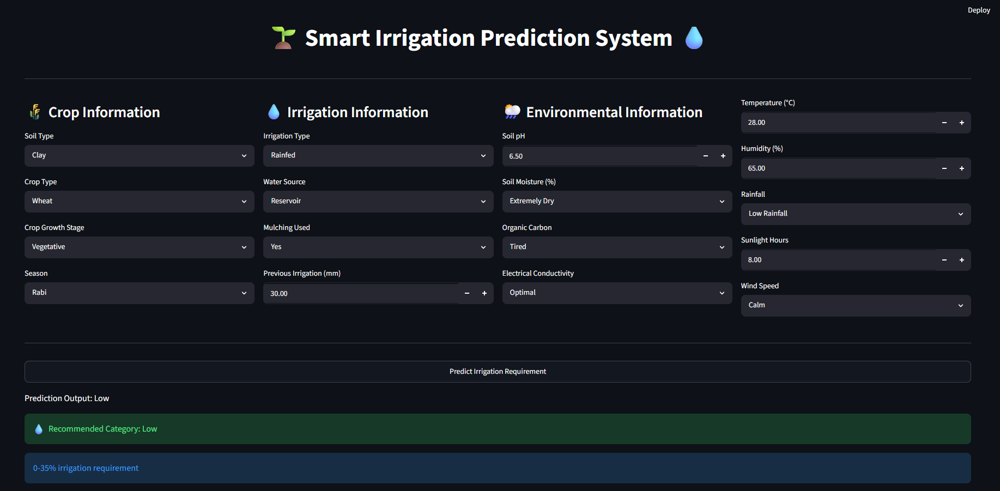 Deploy
Smart Irrigation Prediction System
Crop Information
Soil Type
Clay
Crop Type
Wheat
Crop Growth Stage
Vegetative
Season
Rabi
Irrigation Information
Irrigation Type
Rainfed
Water Source
Reservoir
Mulching Used
Yes
Previous Irrigation (mm)
30.00
Environmental Information
Soil pH
6.50
Soil Moisture (%)
Extremely Dry
Organic Carbon
Tired
Electrical Conductivity
Optimal
Temperature (°C)
28.00
Humidity (%)
65.00
Rainfall
Low Rainfall
Sunlight Hours
8.00
Wind Speed
Calm
Predict Irrigation Requirement
Prediction Output: Low
Recommended Category: Low
0-35% irrigation requirement